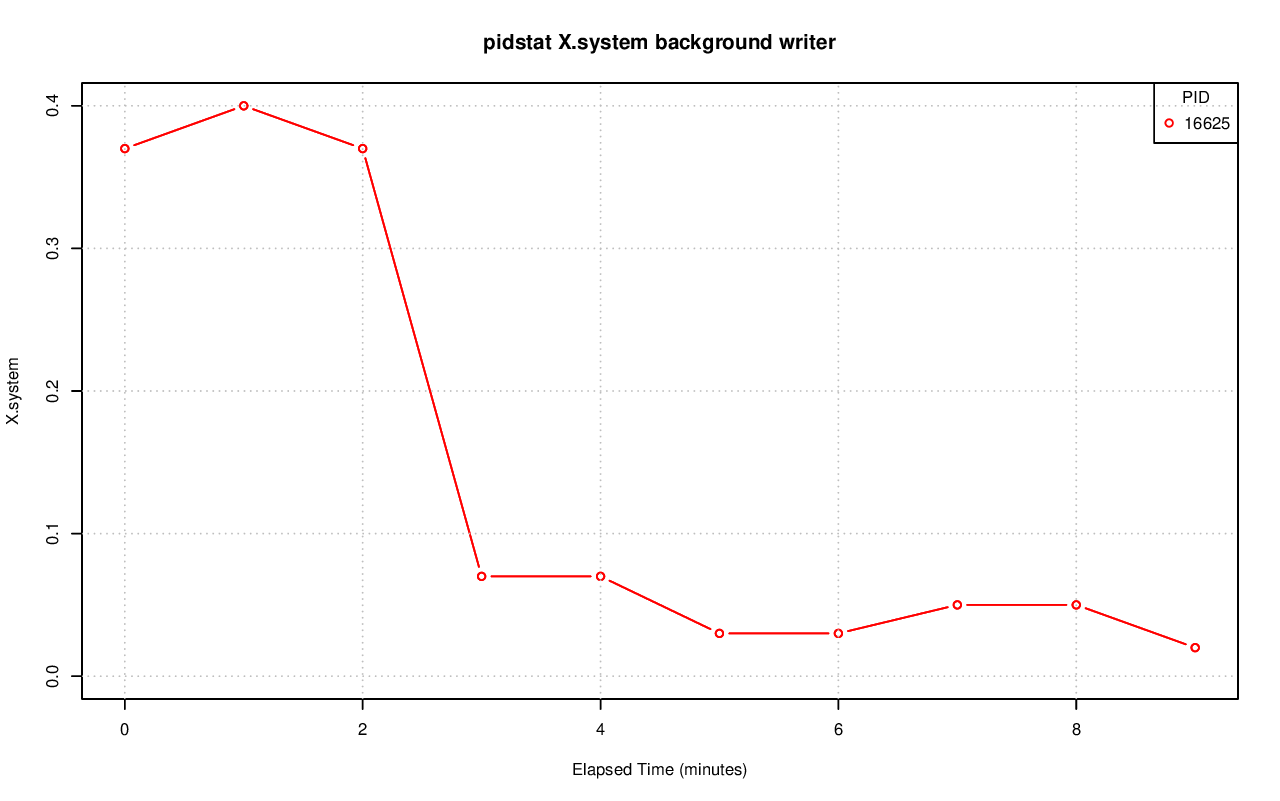 pidstat X.system background writer
PID
16625
0.4
0.3
0.2
0.1
0.0
X.system
0 2 4 6 8
Elapsed Time (minutes)